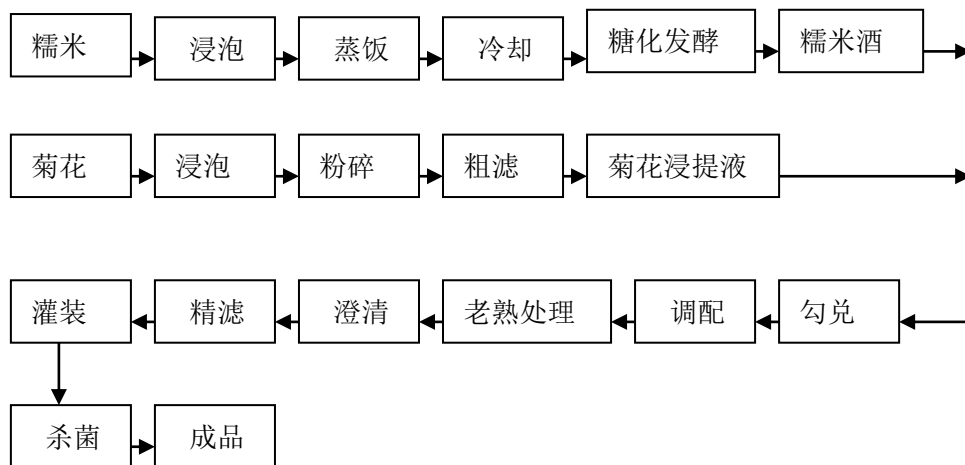 糯米 浸泡 蒸饭 冷却 糖化发酵 糯米酒
菊花 浸泡 粉碎 粗滤 菊花浸提液
灌装 精滤 澄清 老熟处理 调配 勾兑
杀菌 成品